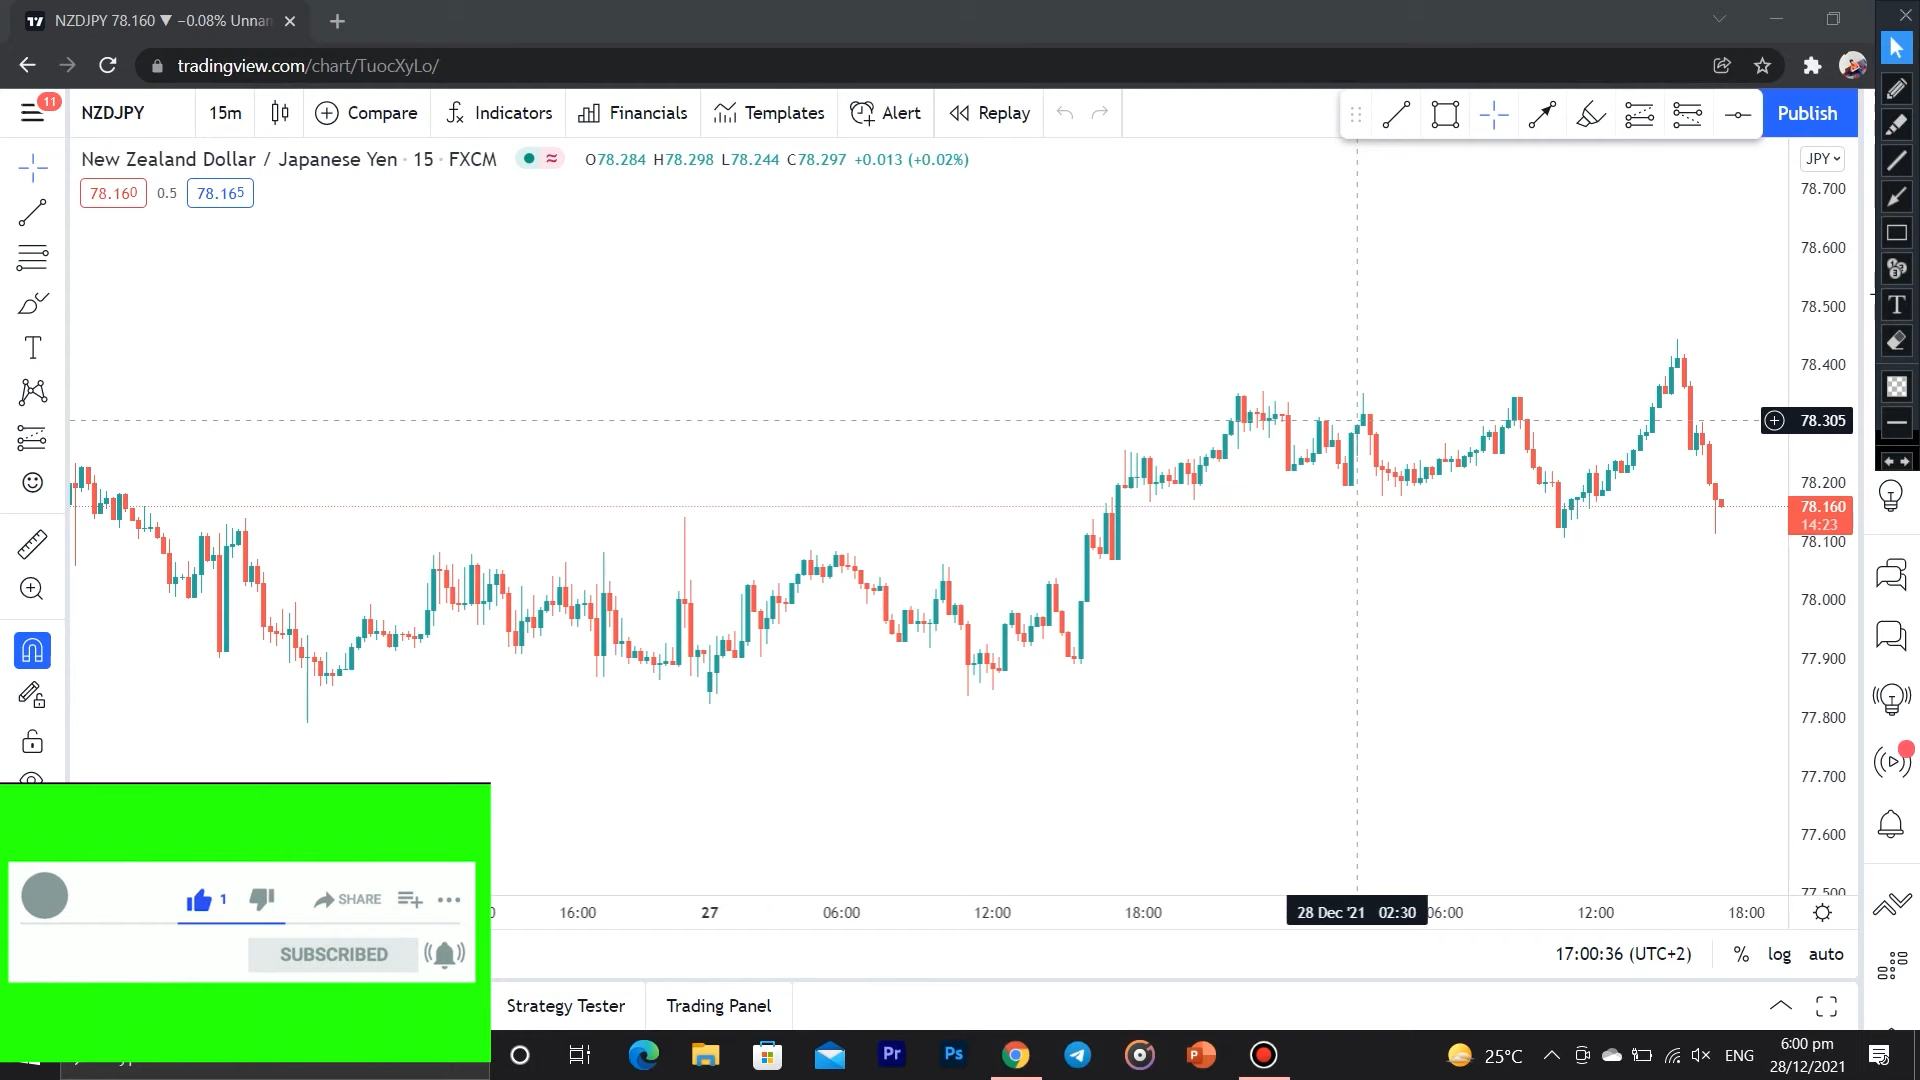 NZDJPY 78.160 ▼ −0.08% Unnan
tradingview.com/chart/TuocXyLo/
11
NZDJPY 15m Compare Indicators Financials Templates Alert Replay Publish
New Zealand Dollar / Japanese Yen · 15 · FXCM O78.284 H78.298 L78.244 C78.297 +0.013 (+0.02%) JPY
78.160 0.5 78.165
78.700
78.600
78.500
78.400
78.305
78.200
78.160
14:23
78.100
78.000
77.900
77.800
77.700
77.600
77.500
16:00 27 06:00 12:00 18:00 28 Dec '21 02:30 06:00 12:00 18:00
17:00:36 (UTC+2) % log auto
1 SHARE
SUBSCRIBED
Strategy Tester Trading Panel
Pr Ps P 25°C ENG 6:00 pm
28/12/2021